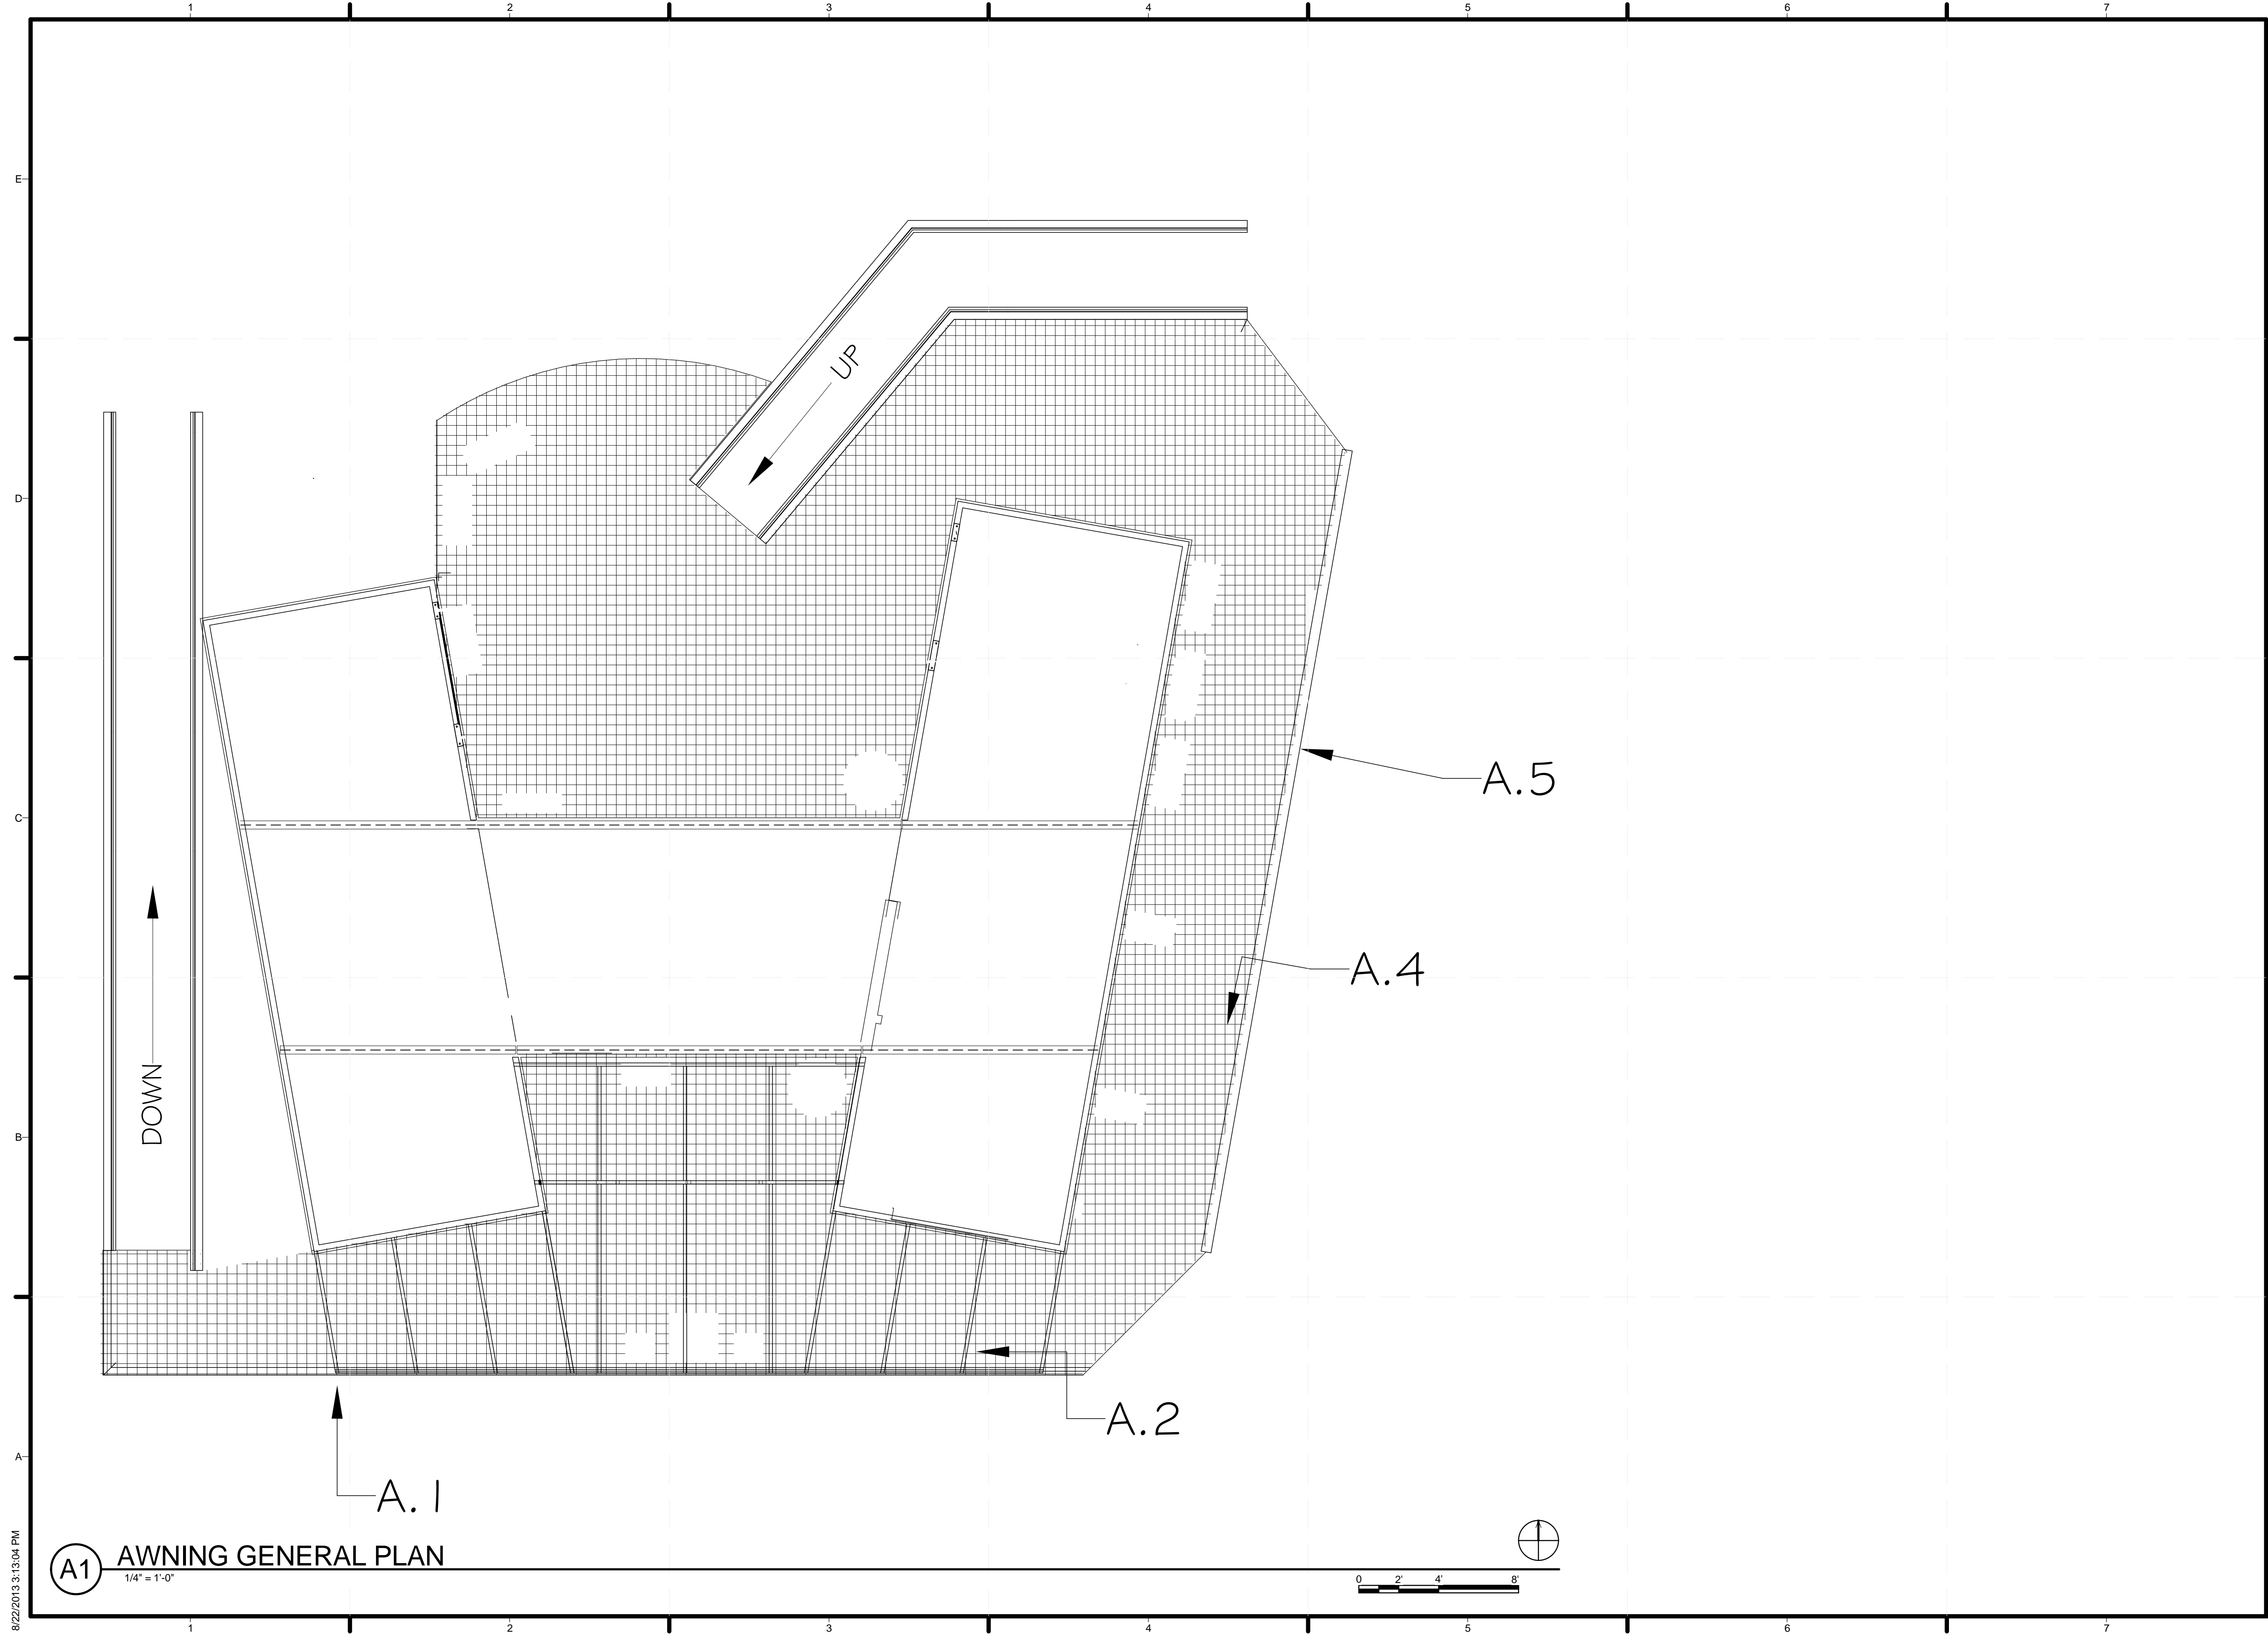 1 2 3 4 5 6 7
E
D
C
B
A
UP
DOWN
A.5
A.4
A.2
A.1
A1 AWNING GENERAL PLAN
1/4" = 1'-0"
0 2' 4' 8'
8/22/2013 3:13:04 PM
1 2 3 4 5 6 7